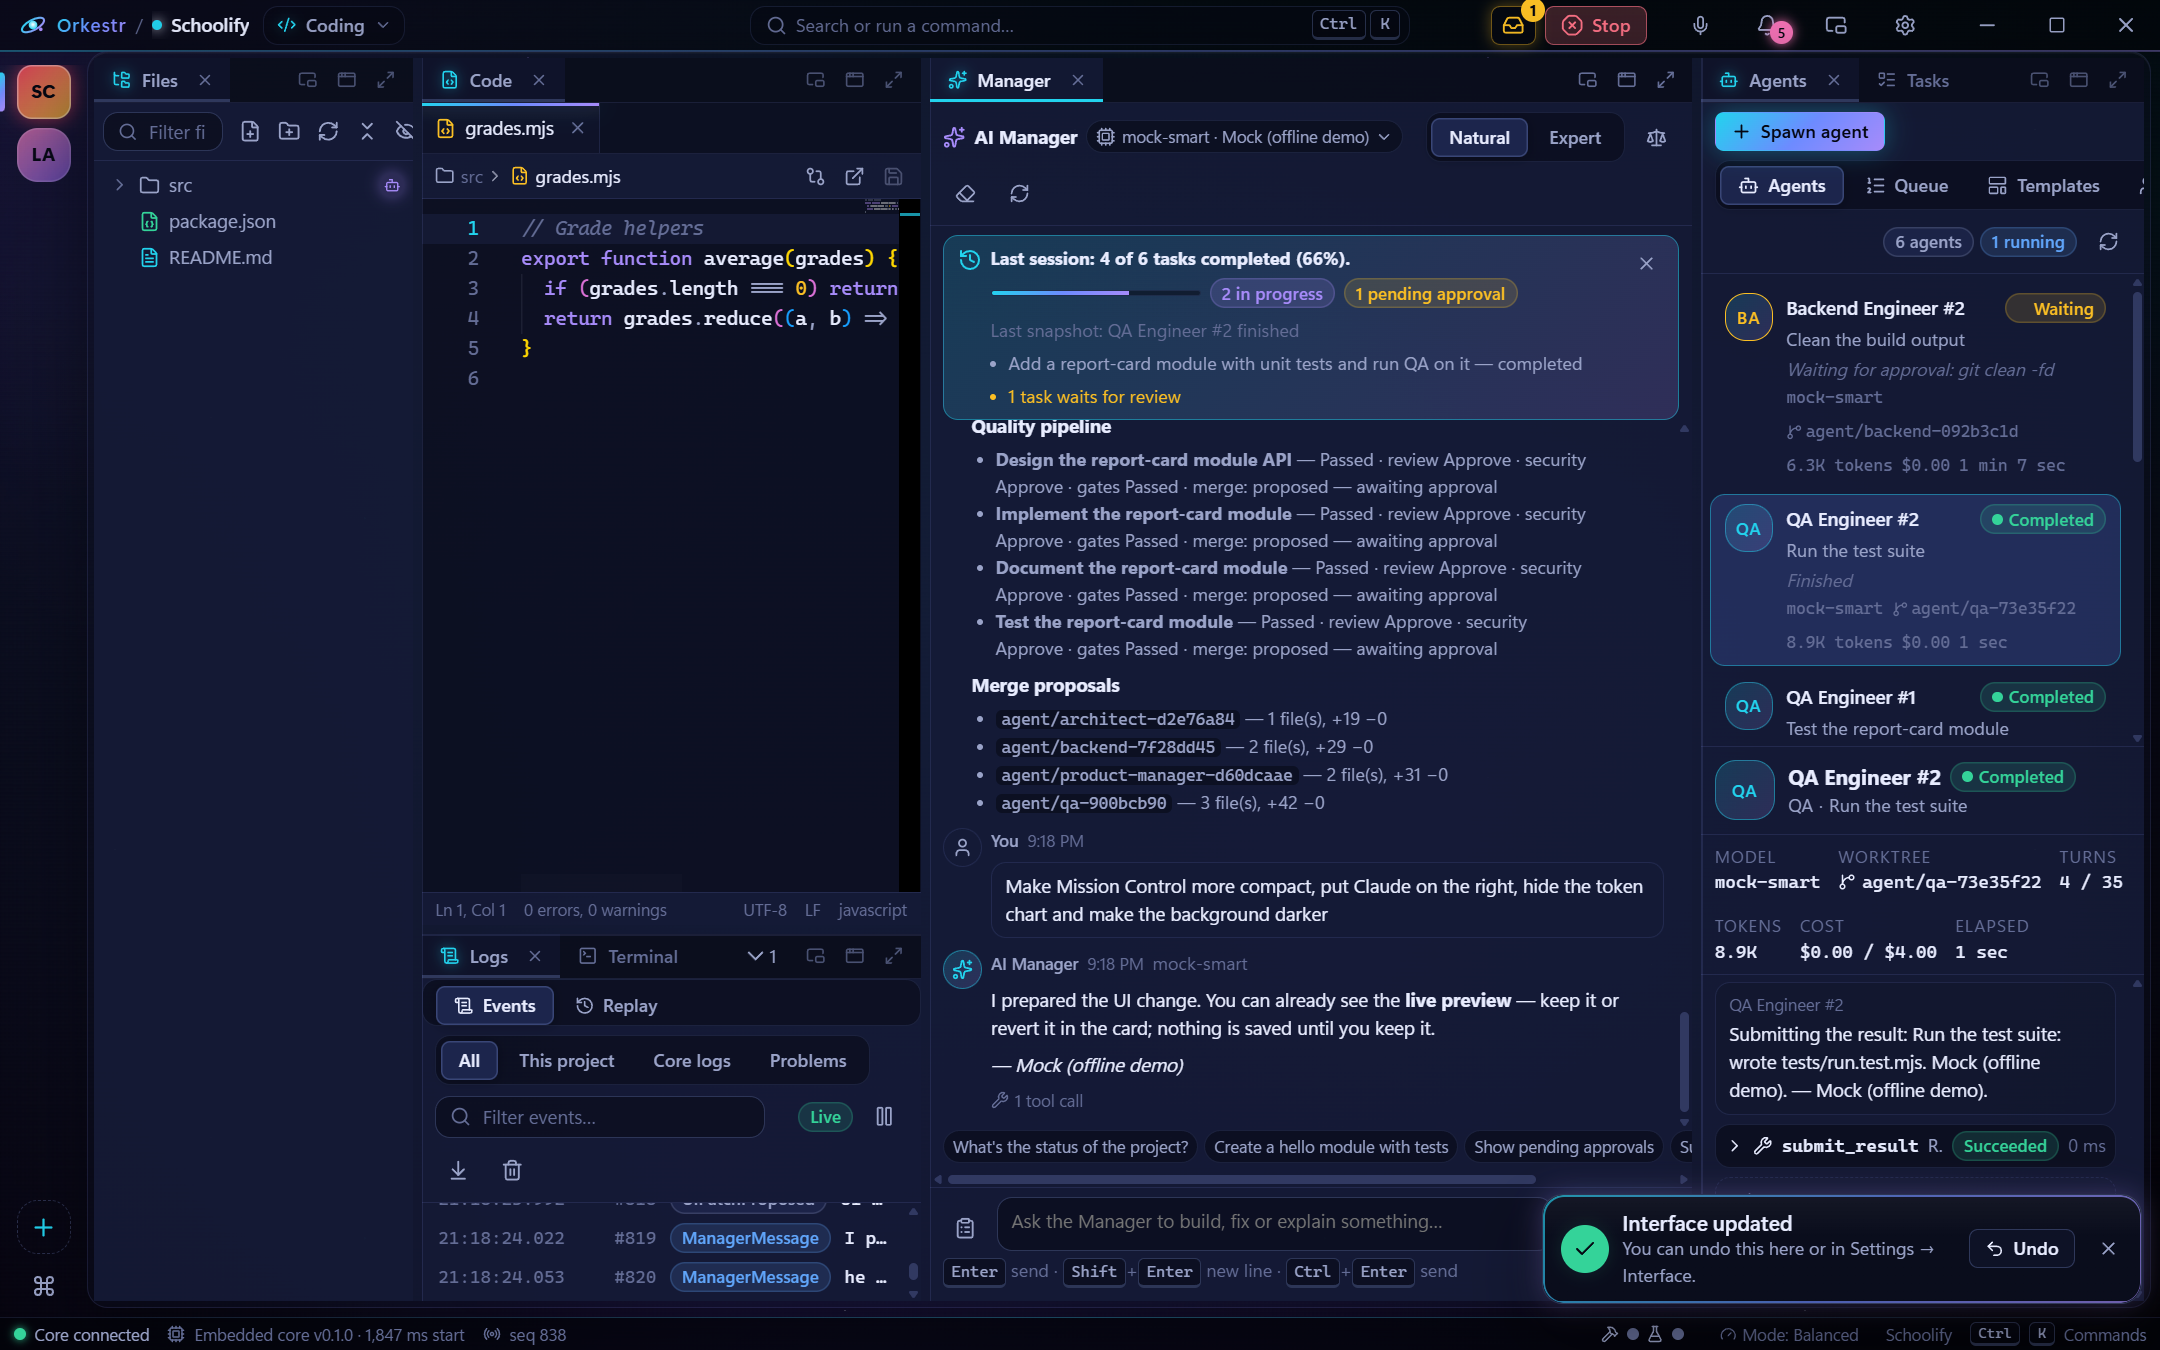 Orkestr / Schoolify Coding
Search or run a command... Ctrl K
1
Stop
5
SC
LA
Files
Filter fi
src
package.json
README.md
Code
grades.mjs
src > grades.mjs
1 // Grade helpers
2 export function average(grades) {
3 if (grades.length === 0) return
4 return grades.reduce((a, b) =>
5 }
6
Ln 1, Col 1 0 errors, 0 warnings UTF-8 LF javascript
Logs Terminal 1
Events Replay
All This project Core logs Problems
Filter events... Live
21:18:24.022 #819 ManagerMessage I p…
21:18:24.053 #820 ManagerMessage he …
Manager
AI Manager mock-smart · Mock (offline demo) Natural Expert
Last session: 4 of 6 tasks completed (66%).
2 in progress 1 pending approval
Last snapshot: QA Engineer #2 finished
• Add a report-card module with unit tests and run QA on it — completed
• 1 task waits for review
Quality pipeline
• Design the report-card module API — Passed · review Approve · security
Approve · gates Passed · merge: proposed — awaiting approval
• Implement the report-card module — Passed · review Approve · security
Approve · gates Passed · merge: proposed — awaiting approval
• Document the report-card module — Passed · review Approve · security
Approve · gates Passed · merge: proposed — awaiting approval
• Test the report-card module — Passed · review Approve · security
Approve · gates Passed · merge: proposed — awaiting approval
Merge proposals
• agent/architect-d2e76a84 — 1 file(s), +19 −0
• agent/backend-7f28dd45 — 2 file(s), +29 −0
• agent/product-manager-d60dcaae — 2 file(s), +31 −0
• agent/qa-900bcb90 — 3 file(s), +42 −0
You 9:18 PM
Make Mission Control more compact, put Claude on the right, hide the token
chart and make the background darker
AI Manager 9:18 PM mock-smart
I prepared the UI change. You can already see the live preview — keep it or
revert it in the card; nothing is saved until you keep it.
— Mock (offline demo)
1 tool call
What's the status of the project? Create a hello module with tests Show pending approvals
Ask the Manager to build, fix or explain something...
Enter send · Shift + Enter new line · Ctrl + Enter send
Agents Tasks
Spawn agent
Agents Queue Templates
6 agents 1 running
BA Backend Engineer #2 Waiting
Clean the build output
Waiting for approval: git clean -fd
mock-smart
agent/backend-092b3c1d
6.3K tokens $0.00 1 min 7 sec
QA QA Engineer #2 Completed
Run the test suite
Finished
mock-smart agent/qa-73e35f22
8.9K tokens $0.00 1 sec
QA QA Engineer #1 Completed
Test the report-card module
QA QA Engineer #2 Completed
QA · Run the test suite
MODEL WORKTREE TURNS
mock-smart agent/qa-73e35f22 4 / 35
TOKENS COST ELAPSED
8.9K $0.00 / $4.00 1 sec
QA Engineer #2
Submitting the result: Run the test suite:
wrote tests/run.test.mjs. Mock (offline
demo). — Mock (offline demo).
submit_result R. Succeeded 0 ms
Interface updated
You can undo this here or in Settings →
Interface.
Undo
Core connected Embedded core v0.1.0 · 1,847 ms start seq 838
Mode: Balanced Schoolify Ctrl K Commands